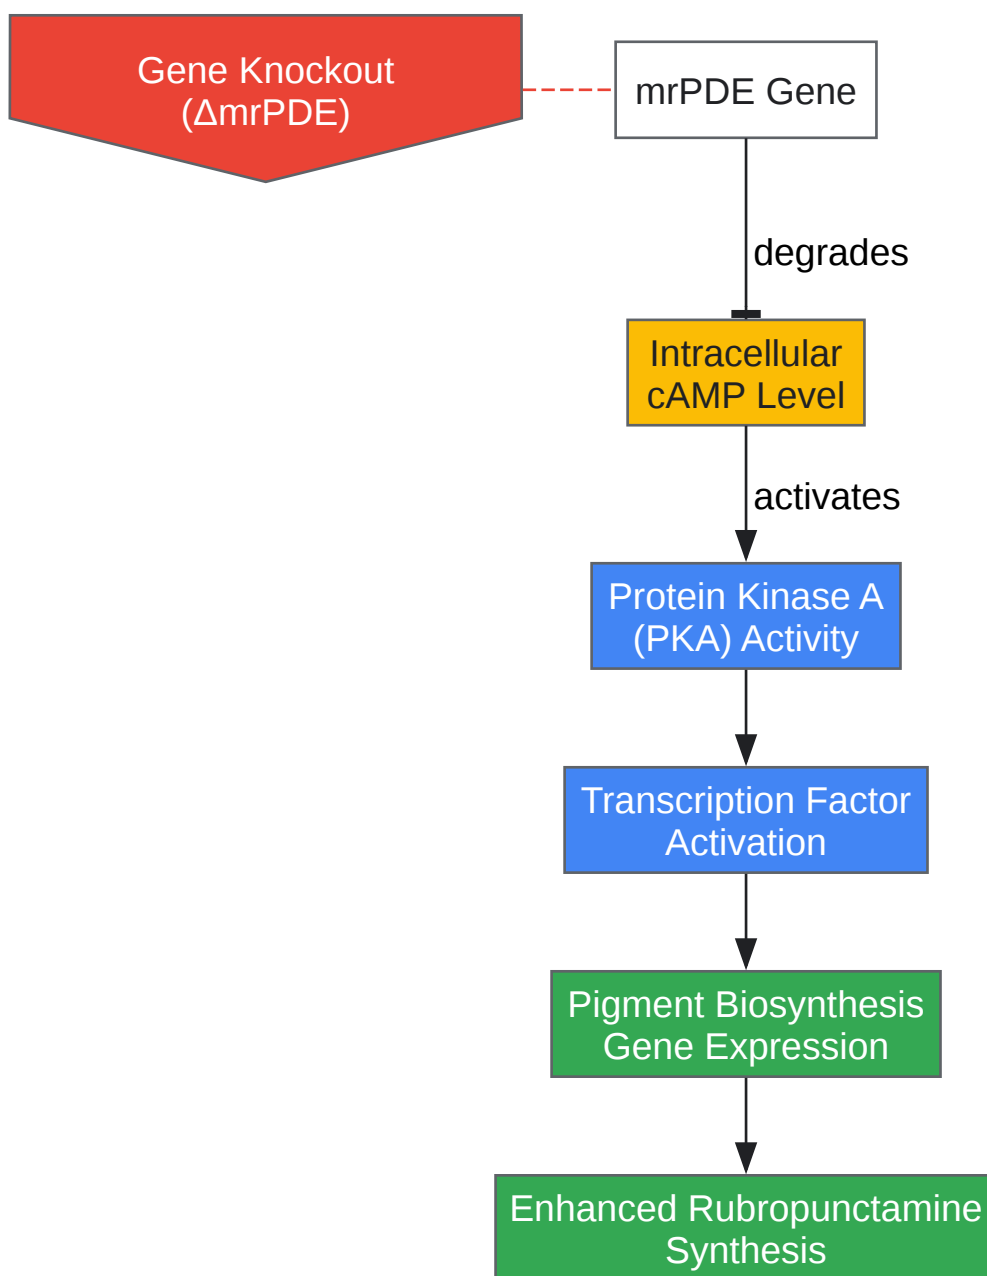 Gene Knockout
(ΔmrPDE)
mrPDE Gene
degrades
Intracellular
cAMP Level
activates
Protein Kinase A
(PKA) Activity
Transcription Factor
Activation
Pigment Biosynthesis
Gene Expression
Enhanced Rubropunctamine
Synthesis